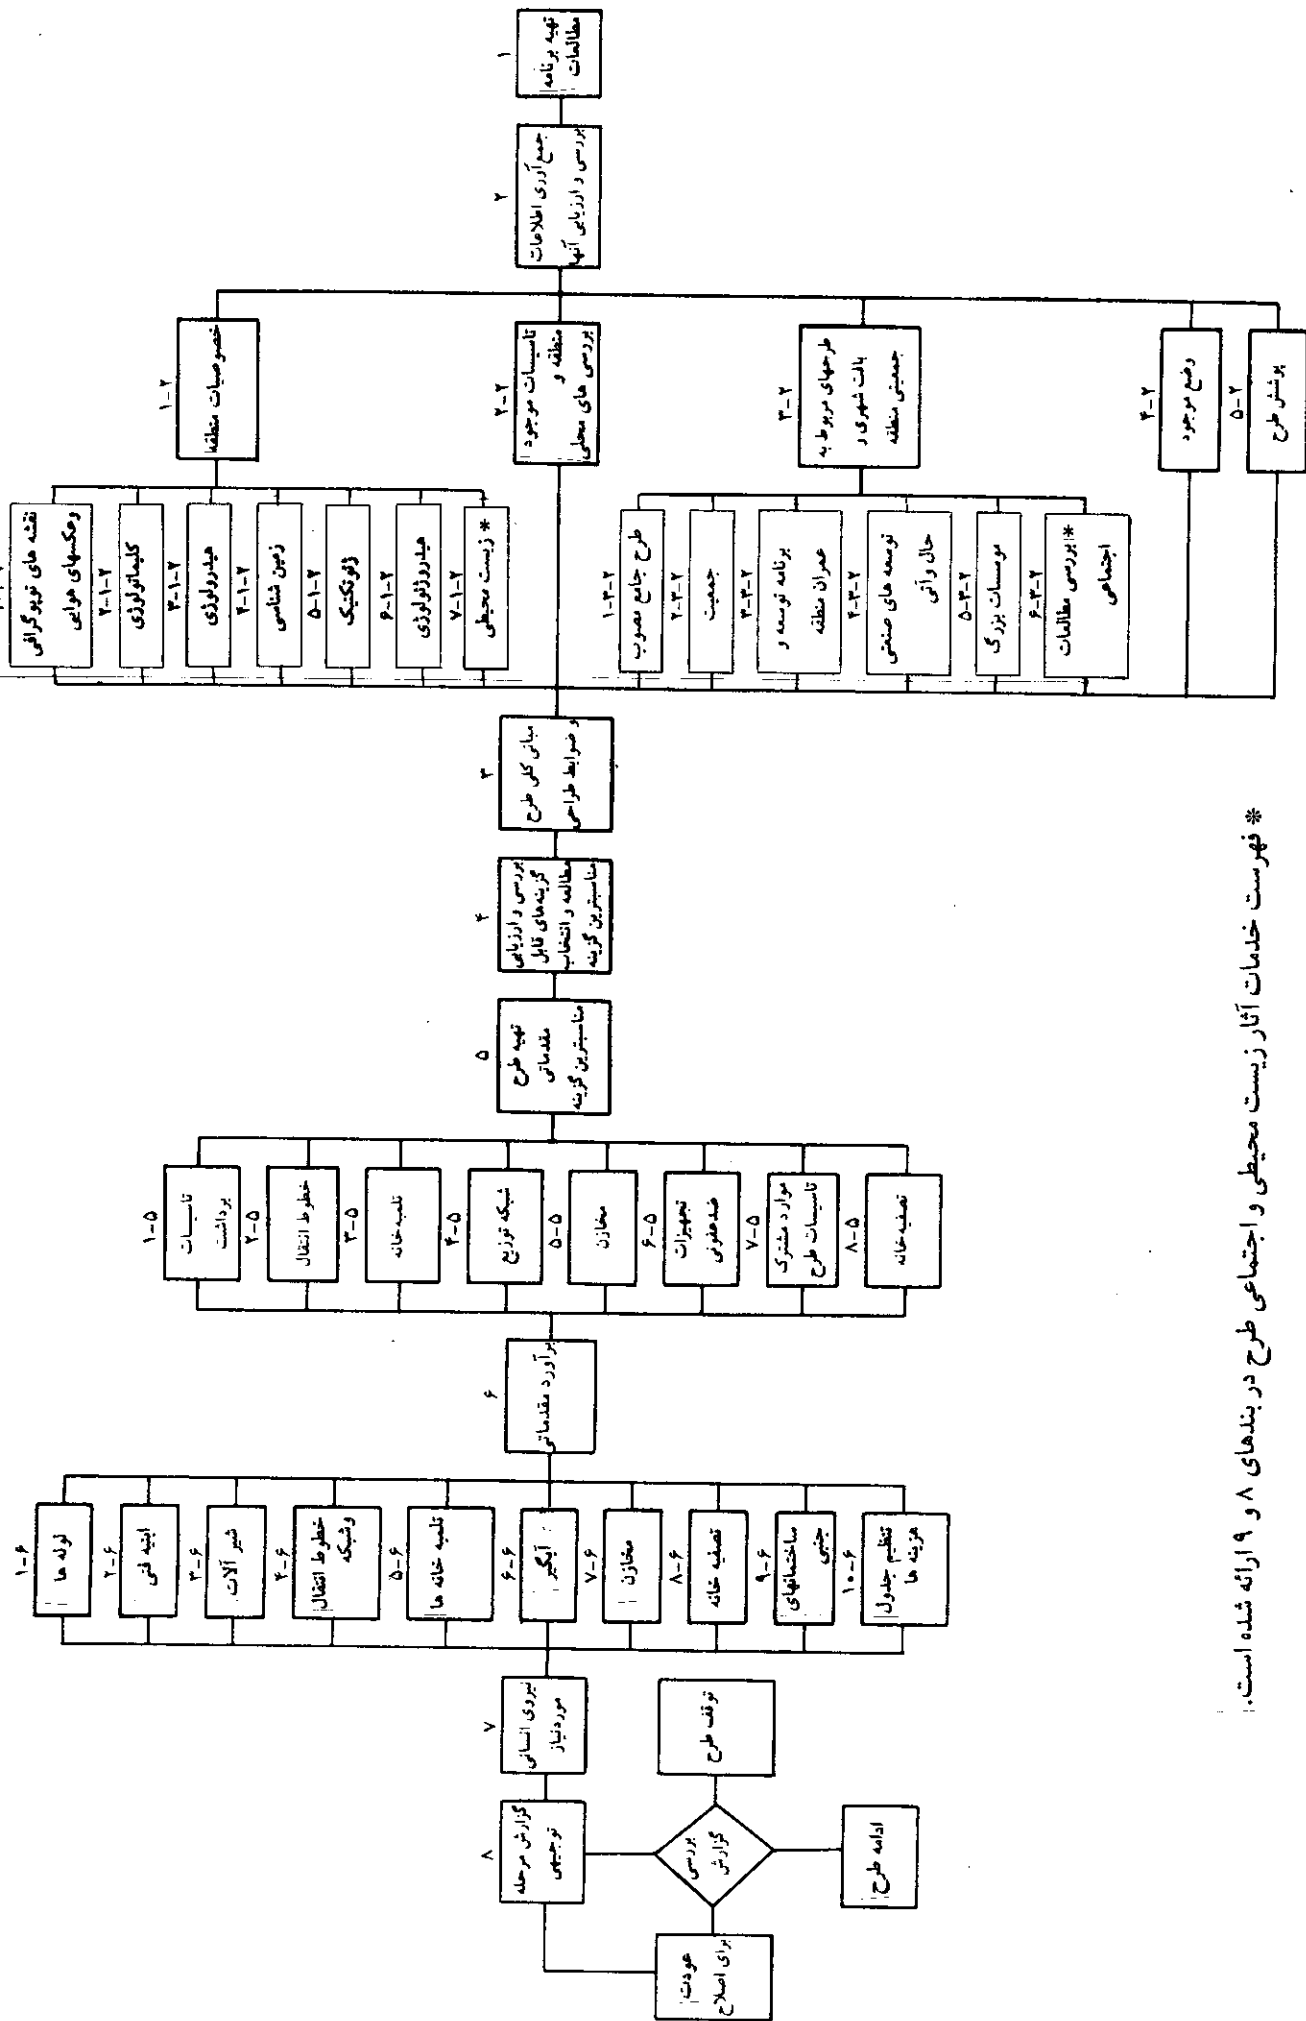 ۱
تهیه برنامه
مطالعات
۲
جمع آوری اطلاعات
بررسی و ارزیابی آنها
۱-۲
خصوصیات منطقه
نقشه های توپوگرافی
وعکسهای هوایی
۲-۱-۲
کلیماتولوژی
۳-۱-۲
هیدرولوژی
۴-۱-۲
زمین شناسی
۵-۱-۲
ژئوتکنیک
۶-۱-۲
هیدروژئولوژی
۷-۱-۲
* زیست محیطی
۲-۲
تاسیسات موجود
منطقه و
بررسی های محلی
۳-۲
طرحهای مربوط به
بافت شهری و
جمعیتی منطقه
۱-۳-۲
طرح جامع مصوب
۲-۳-۲
جمعیت
۳-۳-۲
برنامه توسعه و
عمران منطقه
۴-۳-۲
توسعه های صنعتی
حال و آتی
۵-۳-۲
موسسات بزرگ
۶-۳-۲
*بررسی مطالعات
اجتماعی
۴-۲
وضع موجود
۵-۲
پوشش طرح
۳
مبانی کلی طرح
و ضوابط طراحی
۴
بررسی و ارزیابی
گزینه‌های قابل
مطالعه و انتخاب
مناسبترین گزینه
۵
تهیه طرح
مقدماتی
مناسبترین گزینه
۱-۵
تاسیسات
برداشت
۲-۵
خطوط انتقال
۳-۵
تلمبه خانه
۴-۵
شبکه توزیع
۵-۵
مخازن
۶-۵
تجهیزات
ضدعفونی
۷-۵
موارد مشترک
تاسیسات طرح
۸-۵
تصفیه خانه
۶
برآورد مقدماتی
۱-۶
لوله ها
۲-۶
ابنیه فنی
۳-۶
شیر آلات
۴-۶
خطوط انتقال
وشبکه
۵-۶
تلمبه خانه ها
۶-۶
آبگیر
۷-۶
مخازن
۸-۶
تصفیه خانه
۹-۶
ساختمانهای
جنبی
۱۰-۶
تنظیم جدول
هزینه ها
۷
نیروی انسانی
موردنیاز
۸
گزارش مرحله
توجیهی
بررسی
گزارش
توقف طرح
ادامه طرح
عودت
برای اصلاح
* فهرست خدمات آثار زیست محیطی و اجتماعی طرح در بندهای ۸ و ۹ ارائه شده است.